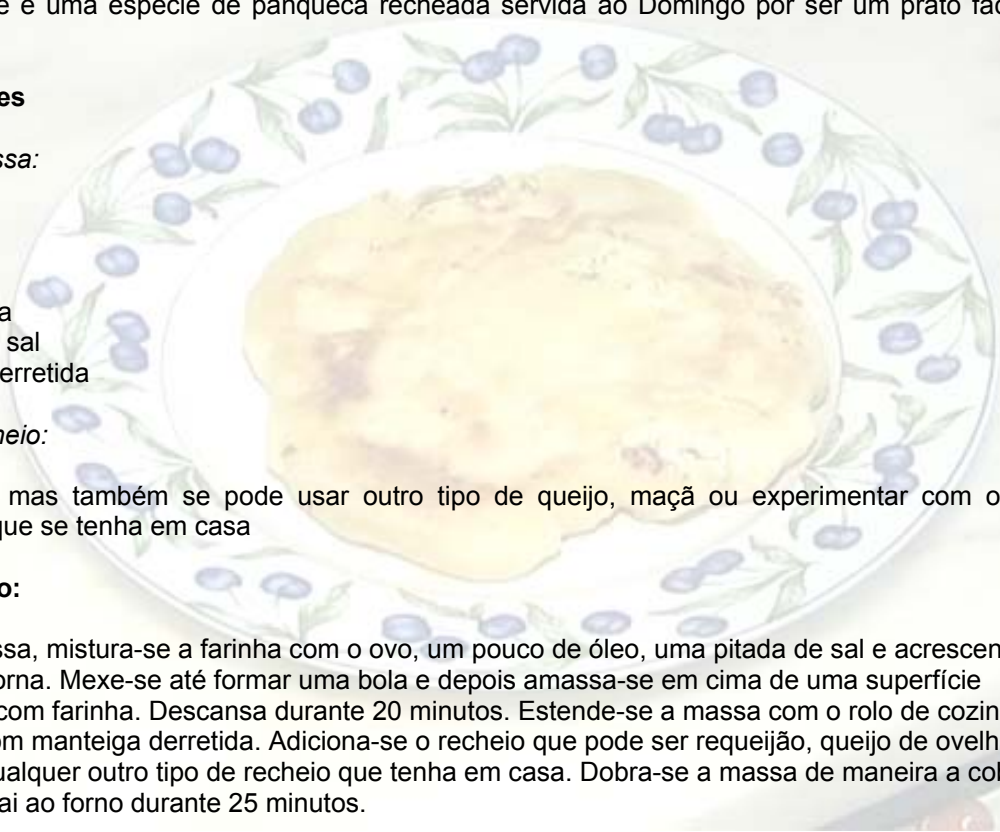 é uma espécie de panqueca recheada servida ao Domingo por ser um prato
es
ssa:
a
sal
erretida
heio:
mas também se pode usar outro tipo de queijo, maçã ou experimentar com o
que se tenha em casa
o:
ssa, mistura-se a farinha com o ovo, um pouco de óleo, uma pitada de sal e acrescen
orna. Mexe-se até formar uma bola e depois amassa-se em cima de uma superfície
com farinha. Descansa durante 20 minutos. Estende-se a massa com o rolo de cozin
om manteiga derretida. Adiciona-se o recheio que pode ser requeijão, queijo de ovelh
ualquer outro tipo de recheio que tenha em casa. Dobra-se a massa de maneira a
ai ao forno durante 25 minutos.